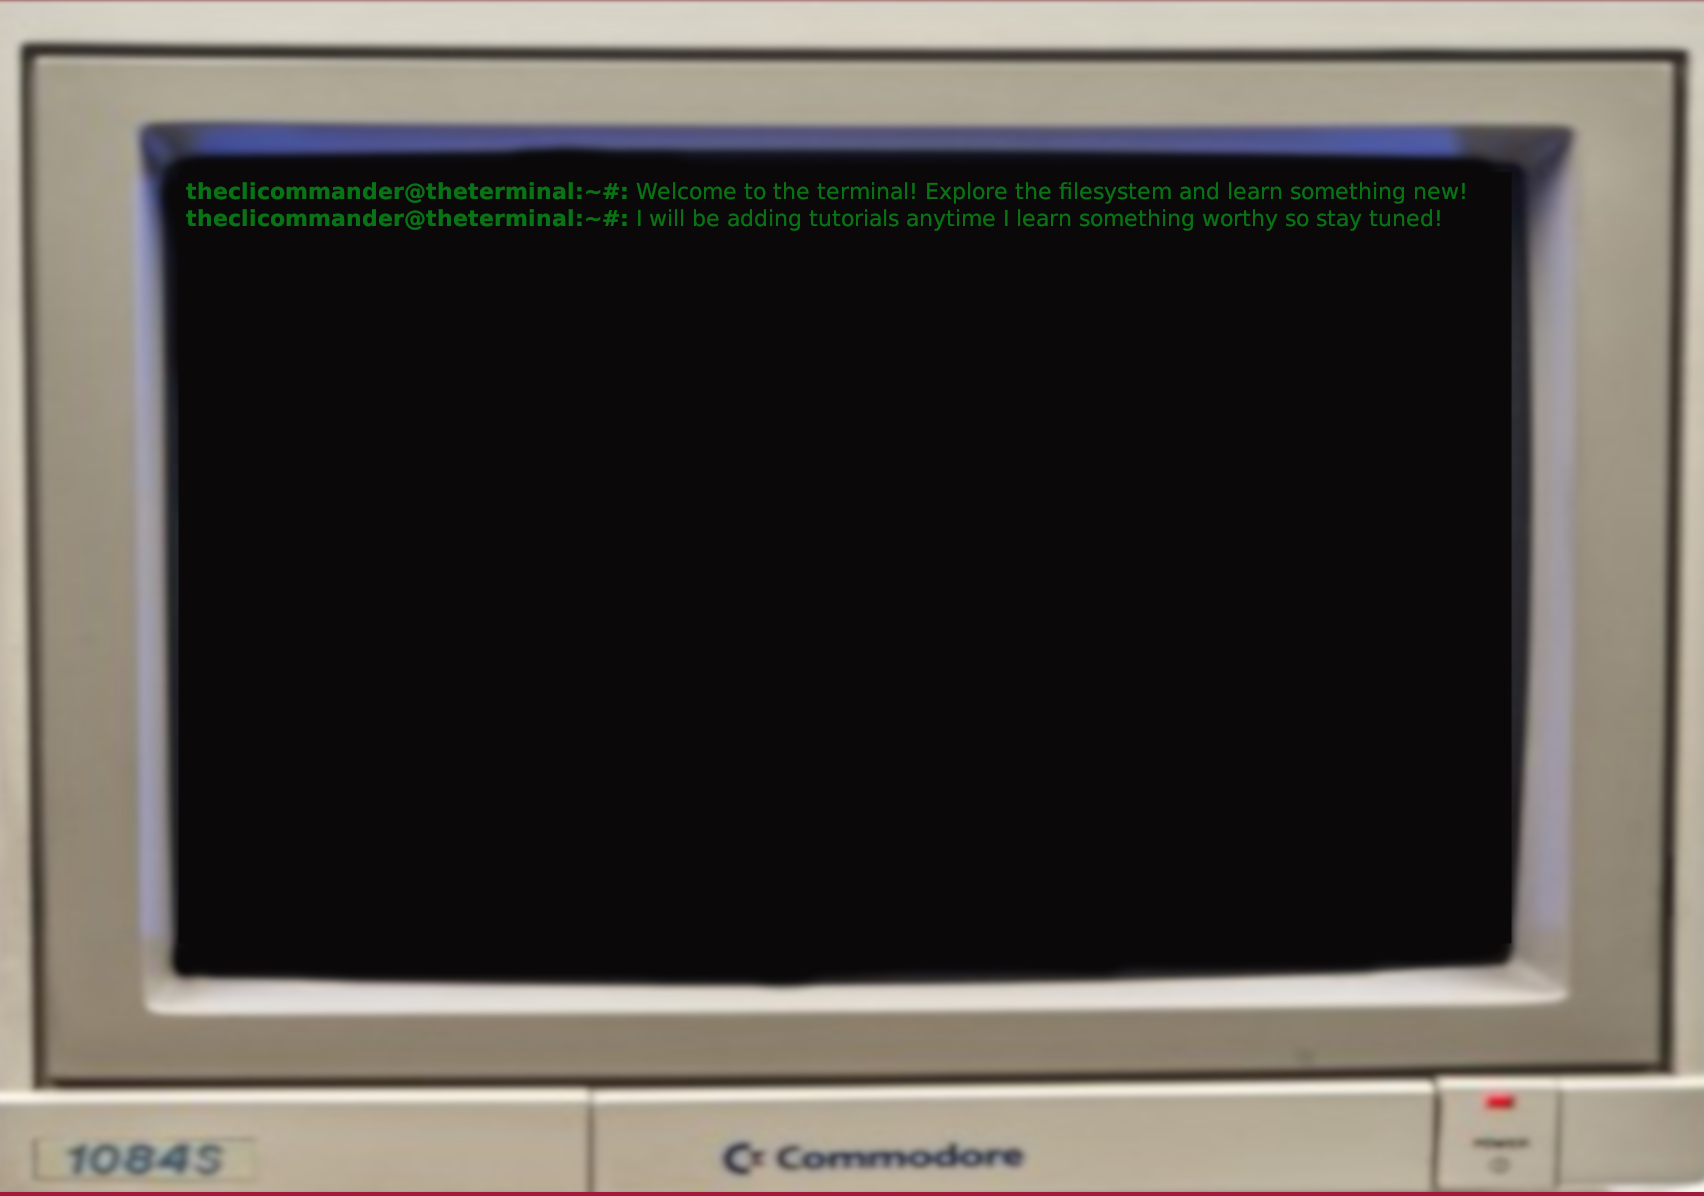 theclicommander@theterminal:~#: Welcome to the terminal! Explore the filesystem and learn something new!
theclicommander@theterminal:~#: I will be adding tutorials anytime I learn something worthy so stay tuned!
1084S
Commodore